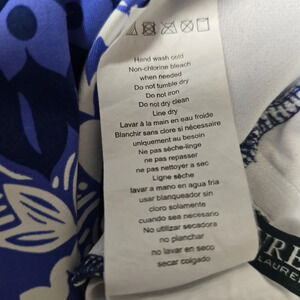 Hand wash cold
Non-chlorine bleach
when needed
Do not tumble dry
Do not iron
Do not dry clean
Line dry
Lavar à la main en eau froide
Blanchir sans clore si nécessaire
uniquement au besoin
Ne pas sèche-linge
ne pas repasser
ne pas nettoyer à sec
Ligne sèche
lavar a mano en agua fria
usar blanqueador sin
cloro solamente
cuando sea necesario
No utilizar secadora
no planchar
no lavar en seco
secar colgado
URE
LAURE